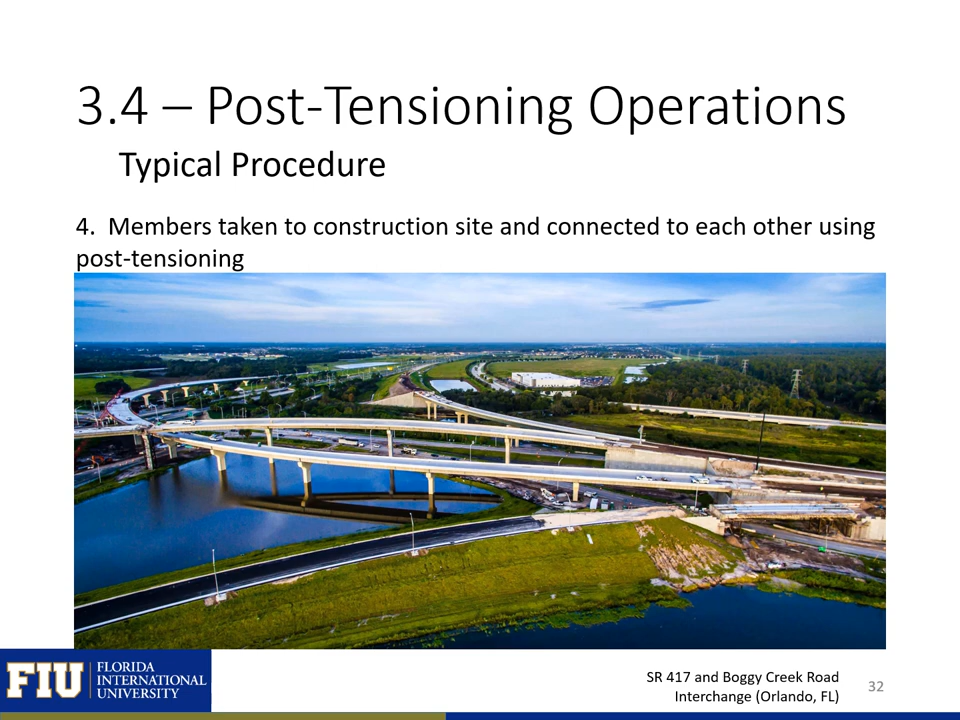 3.4 – Post-Tensioning Operations
Typical Procedure
4.  Members taken to construction site and connected to each other using
post-tensioning
FIU
FLORIDA
INTERNATIONAL
UNIVERSITY
SR 417 and Boggy Creek Road
Interchange (Orlando, FL)
32